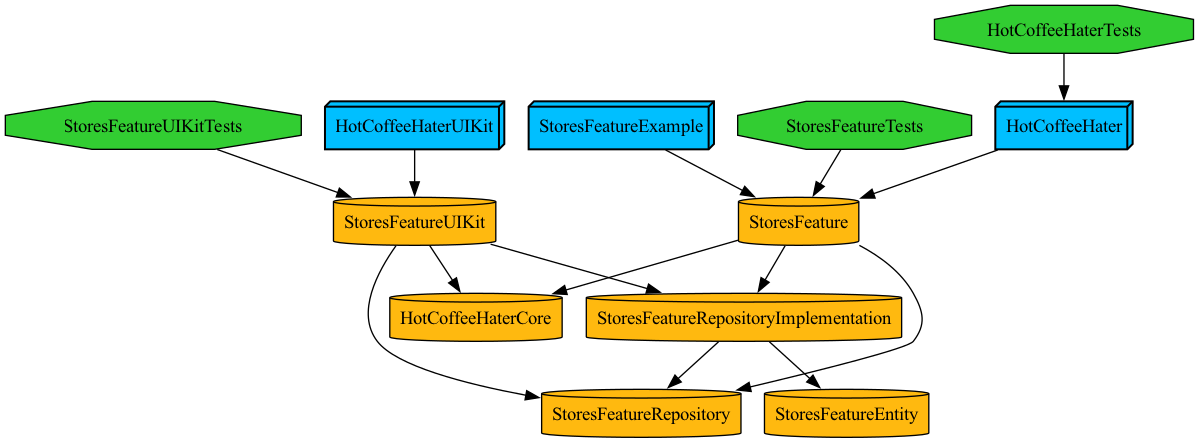 HotCoffeeHaterTests
StoresFeatureUIKitTests
HotCoffeeHaterUIKit
StoresFeatureExample
StoresFeatureTests
HotCoffeeHater
StoresFeatureUIKit
StoresFeature
HotCoffeeHaterCore
StoresFeatureRepositoryImplementation
StoresFeatureRepository
StoresFeatureEntity